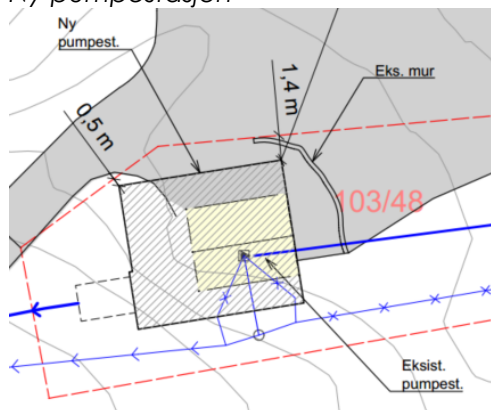 Ny pumpestasjon
Ny
pumpest.
0,5 m
1,4 m
Eks. mur
103/48
Eksist.
pumpest.